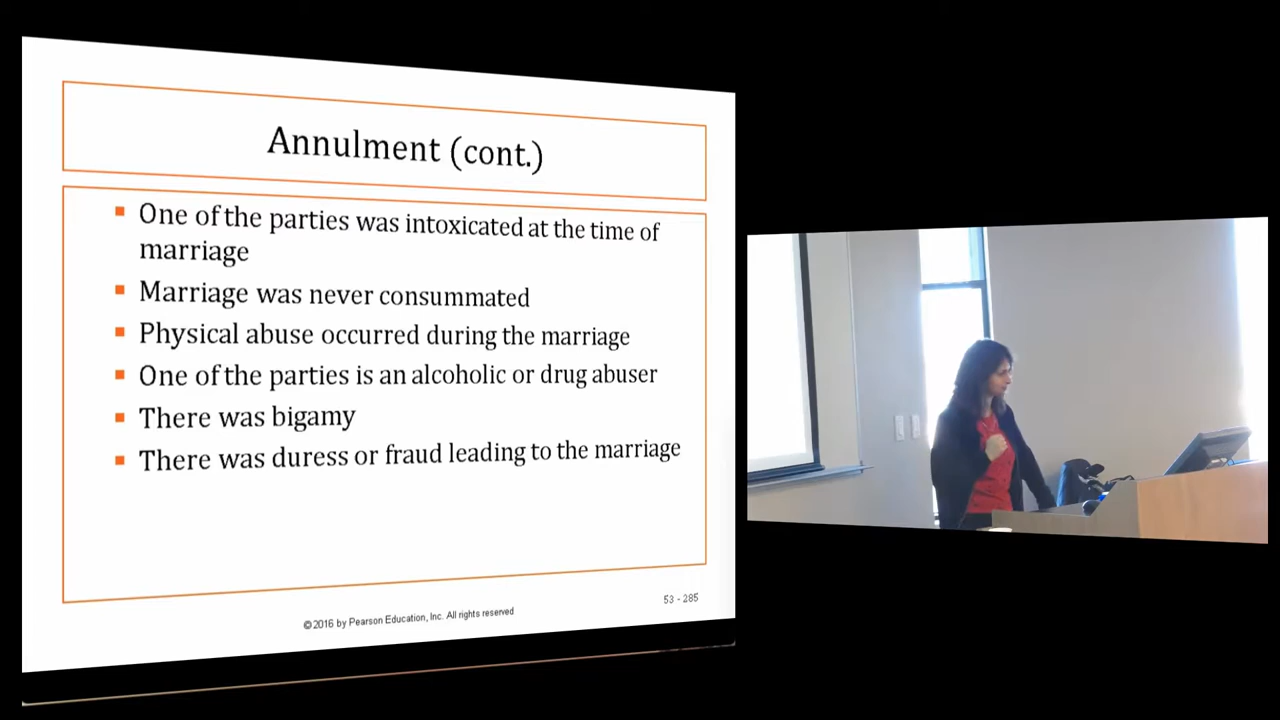 Annulment (cont.)
▪ One of the parties was intoxicated at the time of
marriage
▪ Marriage was never consummated
▪ Physical abuse occurred during the marriage
▪ One of the parties is an alcoholic or drug abuser
▪ There was bigamy
▪ There was duress or fraud leading to the marriage
53 - 285
©2016 by Pearson Education, Inc. All rights reserved